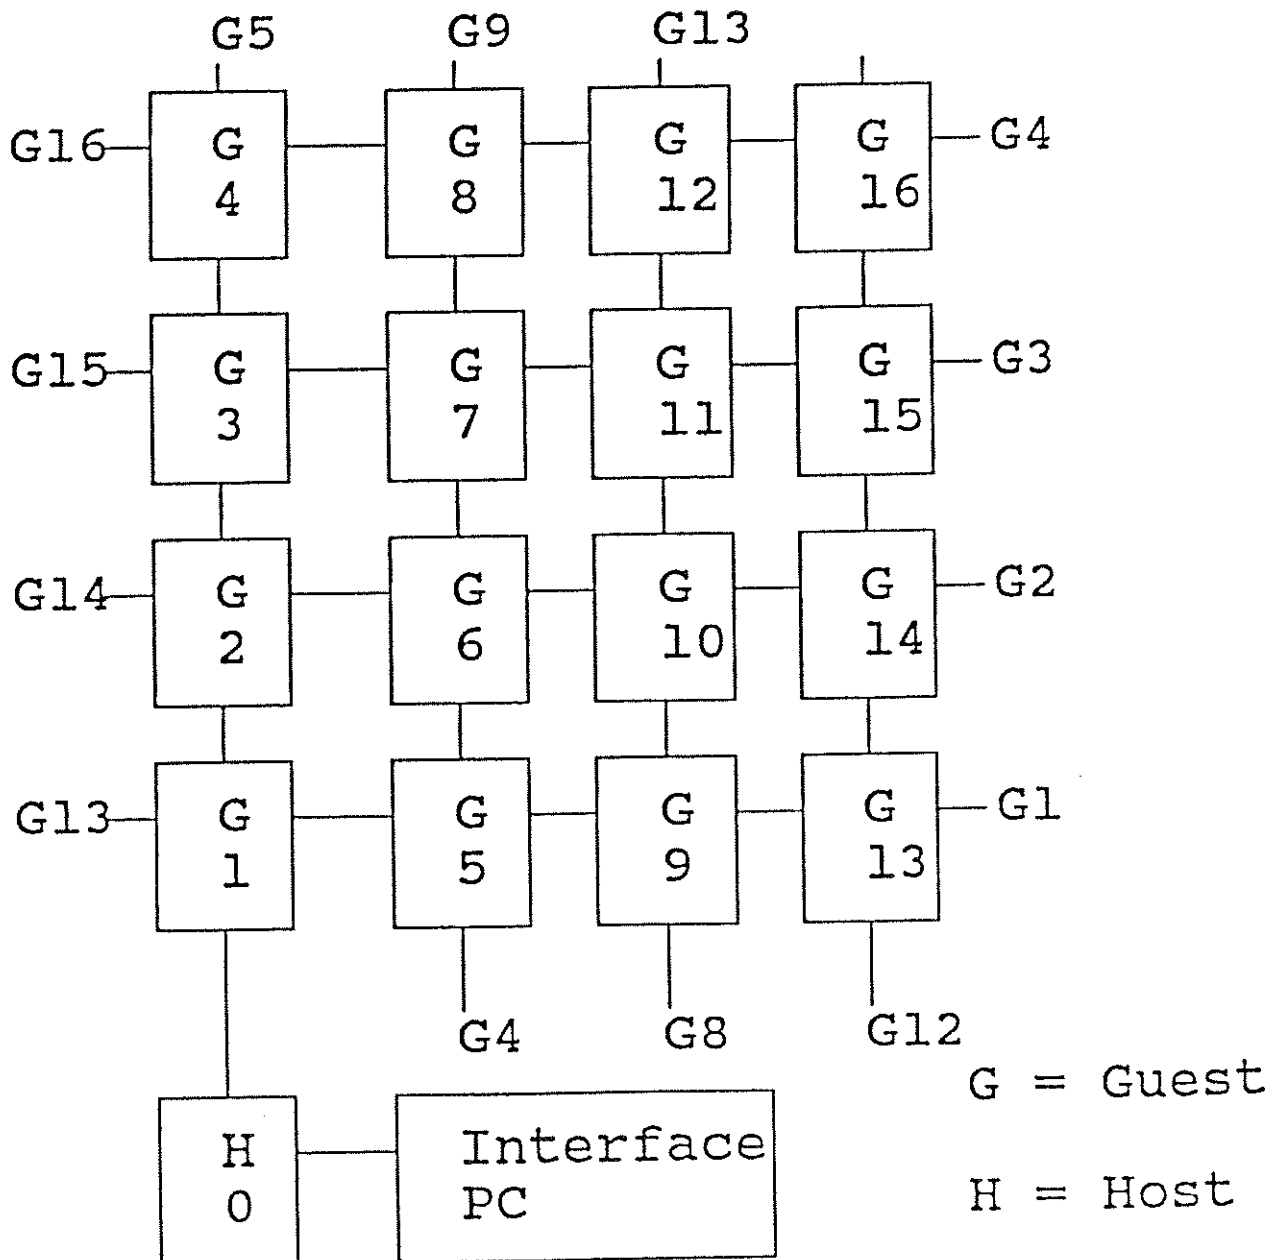 G5 G9 G13
G16 G G G G G4
4 8 12 16
G15 G G G G G3
3 7 11 15
G14 G G G G G2
2 6 10 14
G13 G G G G G1
1 5 9 13
G4 G8 G12
G = Guest
H Interface
0 PC
H = Host